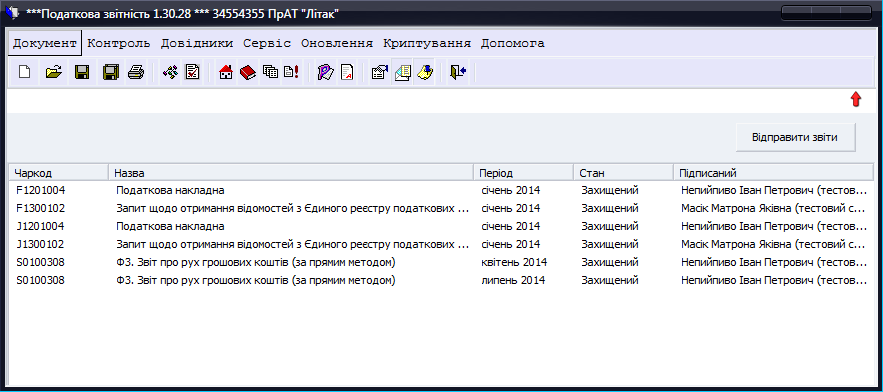 ***Податкова звітність 1.30.28 *** 34554355 ПрАТ "Літак"
Документ Контроль Довідники Сервіс Оновлення Криптування Допомога
Відправити звіти
Чаркод Назва Період Стан Підписаний
F1201004 Податкова накладна січень 2014 Захищений Непийпиво Іван Петрович (тестов...
F1300102 Запит щодо отримання відомостей з Єдиного реєстру податкових ... січень 2014 Захищений Масік Матрона Яківна (тестовий с...
J1201004 Податкова накладна січень 2014 Захищений Непийпиво Іван Петрович (тестов...
J1300102 Запит щодо отримання відомостей з Єдиного реєстру податкових ... січень 2014 Захищений Масік Матрона Яківна (тестовий с...
S0100308 Ф3. Звіт про рух грошових коштів (за прямим методом) квітень 2014 Захищений Непийпиво Іван Петрович (тестов...
S0100308 Ф3. Звіт про рух грошових коштів (за прямим методом) липень 2014 Захищений Непийпиво Іван Петрович (тестов...